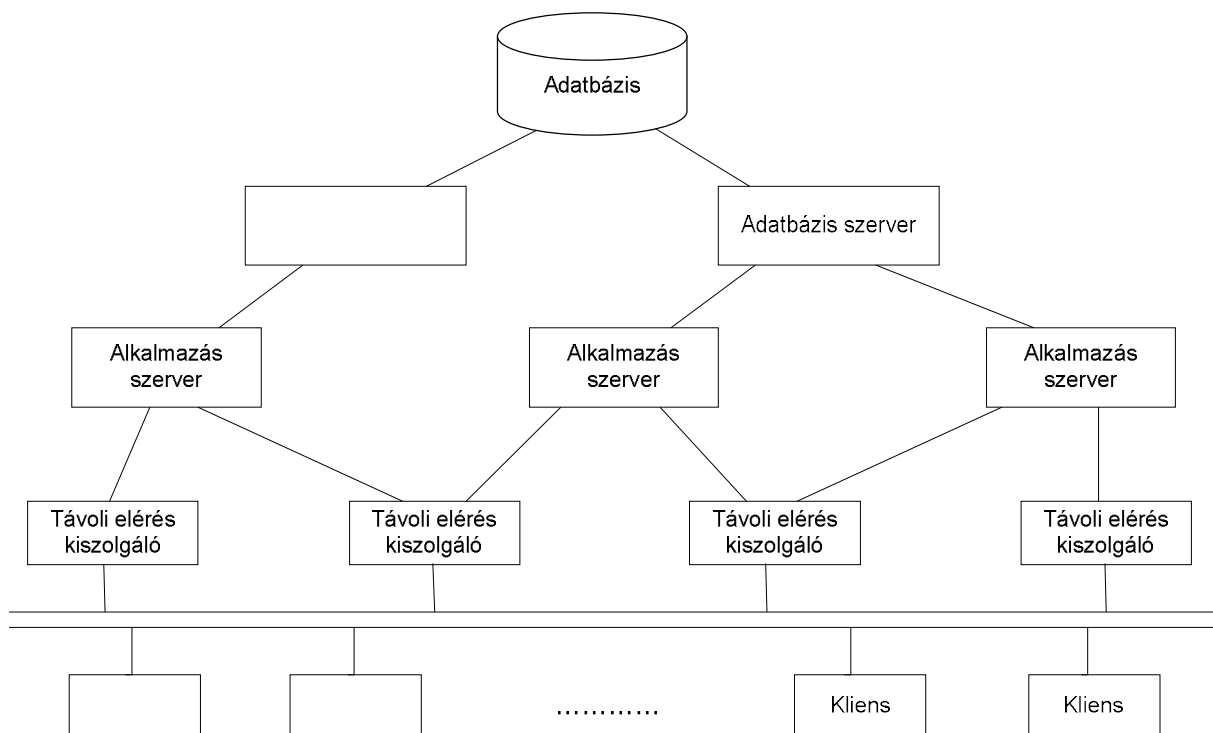 Adatbázis
Adatbázis szerver
Alkalmazás
szerver
Alkalmazás
szerver
Alkalmazás
szerver
Távoli elérés
kiszolgáló
Távoli elérés
kiszolgáló
Távoli elérés
kiszolgáló
Távoli elérés
kiszolgáló
............
Kliens
Kliens